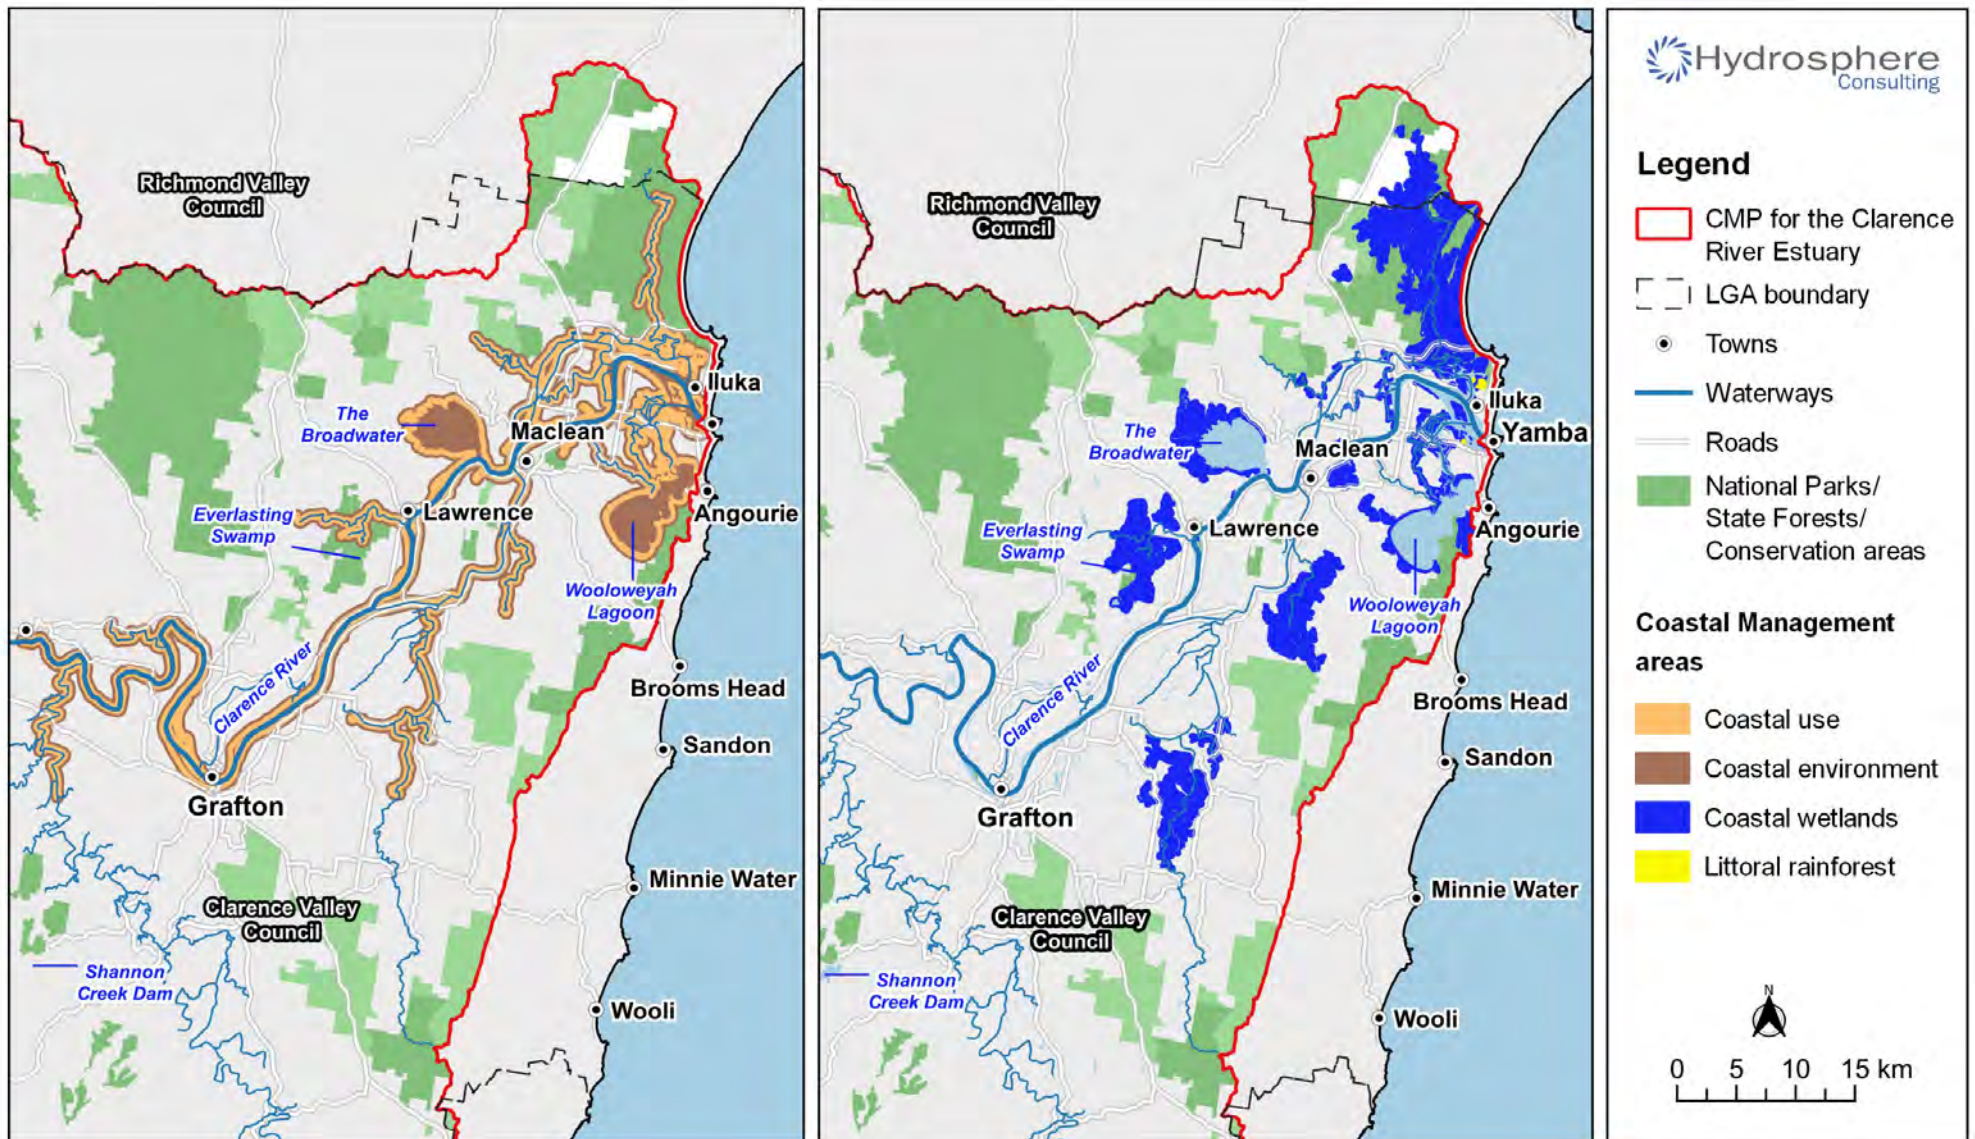 Richmond Valley
Council
Iluka
The
Broadwater
Maclean
Everlasting
Swamp
Lawrence
Angourie
Wooloweyah
Lagoon
Clarence River
Brooms Head
Sandon
Grafton
Minnie Water
Clarence Valley
Council
Shannon
Creek Dam
Wooli
Richmond Valley
Council
Iluka
Yamba
The
Broadwater
Maclean
Everlasting
Swamp
Lawrence
Angourie
Wooloweyah
Lagoon
Clarence River
Brooms Head
Sandon
Grafton
Minnie Water
Clarence Valley
Council
Shannon
Creek Dam
Wooli
Hydrosphere
Consulting
Legend
CMP for the Clarence
River Estuary
LGA boundary
Towns
Waterways
Roads
National Parks/
State Forests/
Conservation areas
Coastal Management
areas
Coastal use
Coastal environment
Coastal wetlands
Littoral rainforest
N
0 5 10 15 km